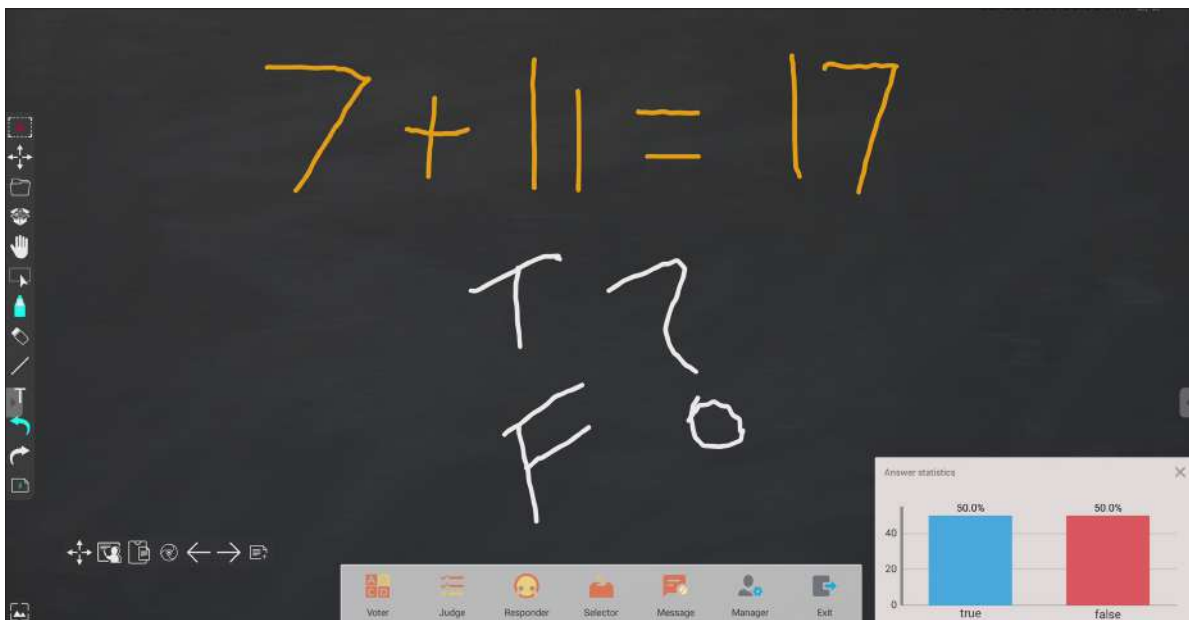 7 + 11 = 17
T ?
F
Answer statistics
50.0% 50.0%
40
20
0
true false
A B C D
Voter Judge Responder Selector Message Manager Exit
T